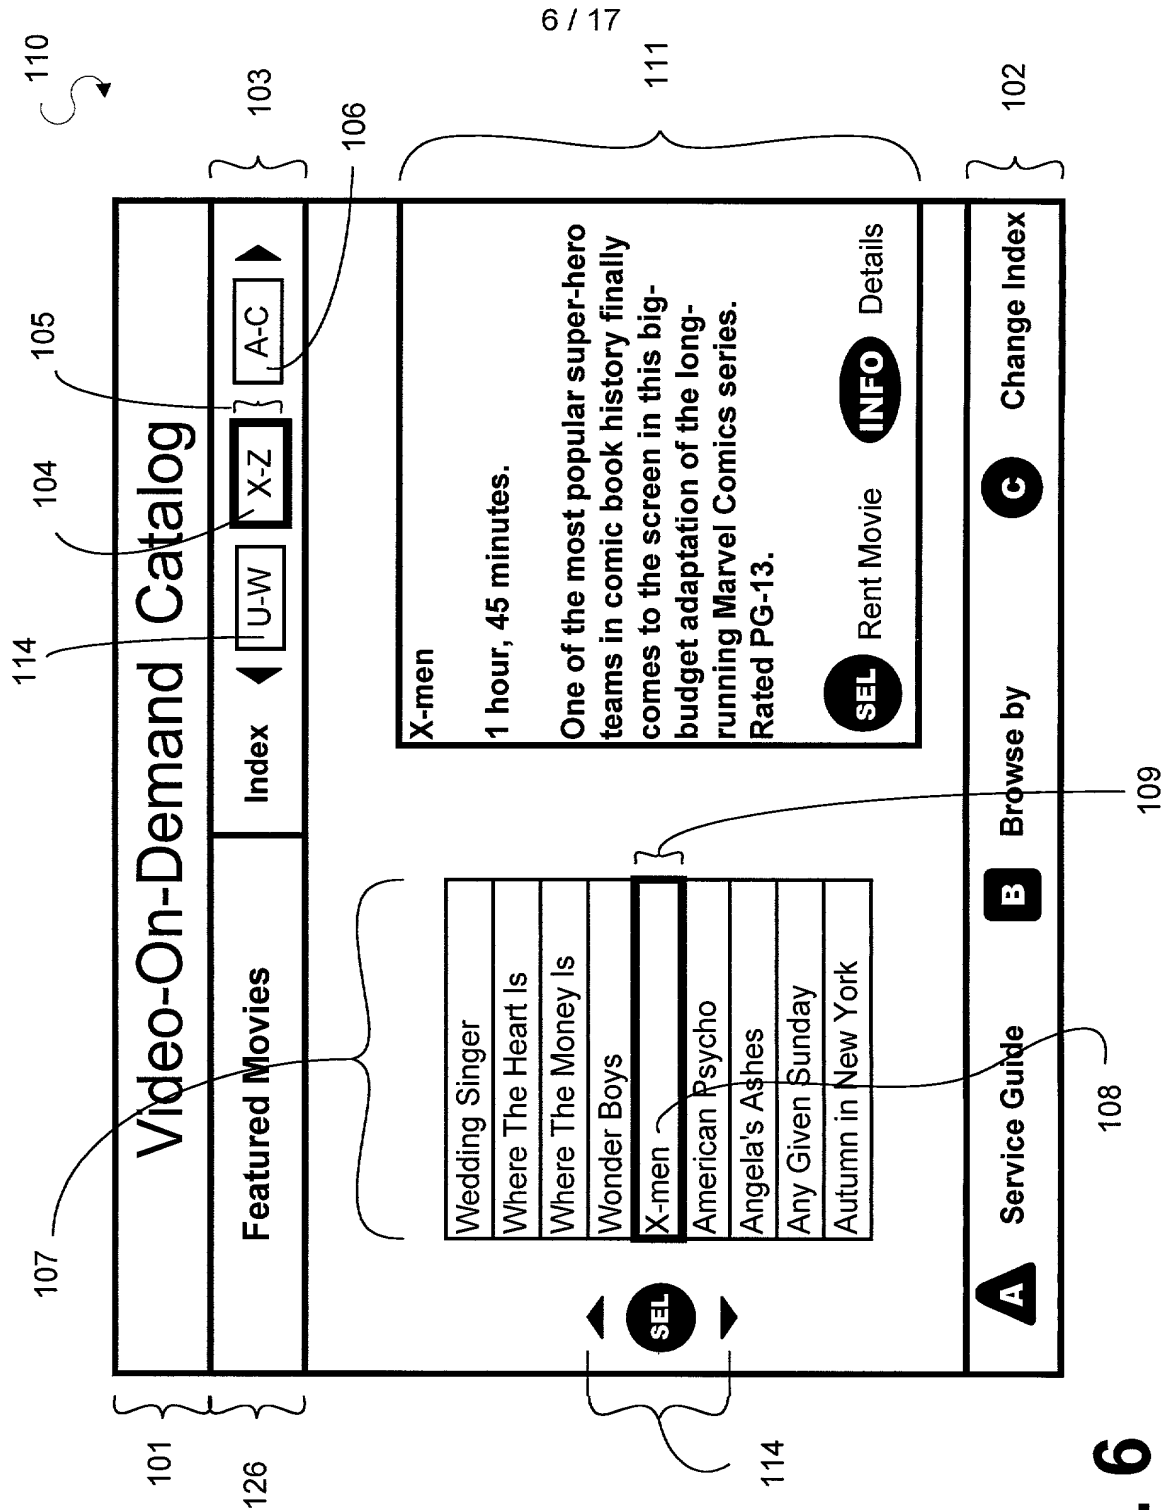 6 / 17
110
103
106
105
104
114
107
101
126
Video-On-Demand Catalog
Featured Movies
Index
U-W
X-Z
A-C
Wedding Singer
Where The Heart Is
Where The Money Is
Wonder Boys
X-men
American Psycho
Angela's Ashes
Any Given Sunday
Autumn in New York
SEL
114
X-men
1 hour, 45 minutes.
One of the most popular super-hero
teams in comic book history finally
comes to the screen in this big-
budget adaptation of the long-
running Marvel Comics series.
Rated PG-13.
SEL Rent Movie INFO Details
111
109
108
A Service Guide B Browse by C Change Index
102
. 6